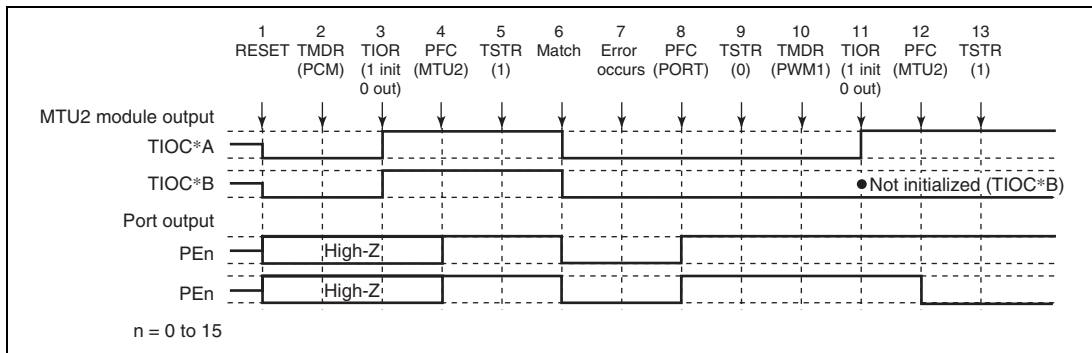 1 2 3 4 5 6 7 8 9 10 11 12 13
RESET TMDR TIOR PFC TSTR Match Error PFC TSTR TMDR TIOR PFC TSTR
(PCM) (1 init (MTU2) (1) occurs (PORT) (0) (PWM1) (1 init (MTU2) (1)
0 out) 0 out)
MTU2 module output
TIOC*A
TIOC*B
Not initialized (TIOC*B)
Port output
PEn
High-Z
PEn
High-Z
n = 0 to 15